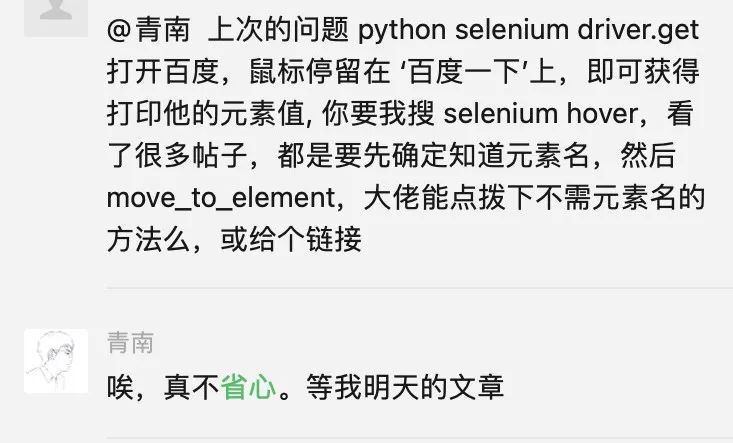 @青南 上次的问题 python selenium driver.get
打开百度，鼠标停留在 ‘百度一下’上，即可获得
打印他的元素值, 你要我搜 selenium hover，看
了很多帖子，都是要先确定知道元素名，然后
move_to_element，大佬能点拨下不需元素名的
方法么，或给个链接
青南
唉，真不省心。等我明天的文章